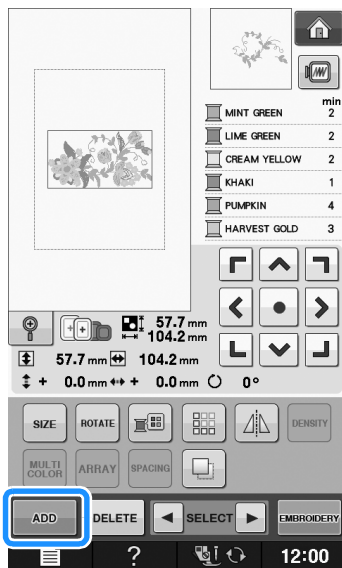 min
MINT GREEN 2
LIME GREEN 2
CREAM YELLOW 2
KHAKI 1
PUMPKIN 4
HARVEST GOLD 3
57.7 mm
104.2 mm
57.7 mm 104.2 mm
+ 0.0 mm + 0.0 mm 0°
SIZE ROTATE DENSITY
MULTI COLOR ARRAY SPACING
ADD DELETE SELECT EMBROIDERY
? 12:00